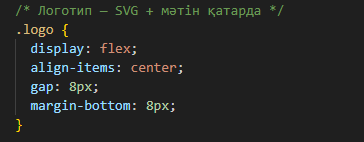 /* Логотип — SVG + мәтін қатарда */
.logo {
  display: flex;
  align-items: center;
  gap: 8px;
  margin-bottom: 8px;
}